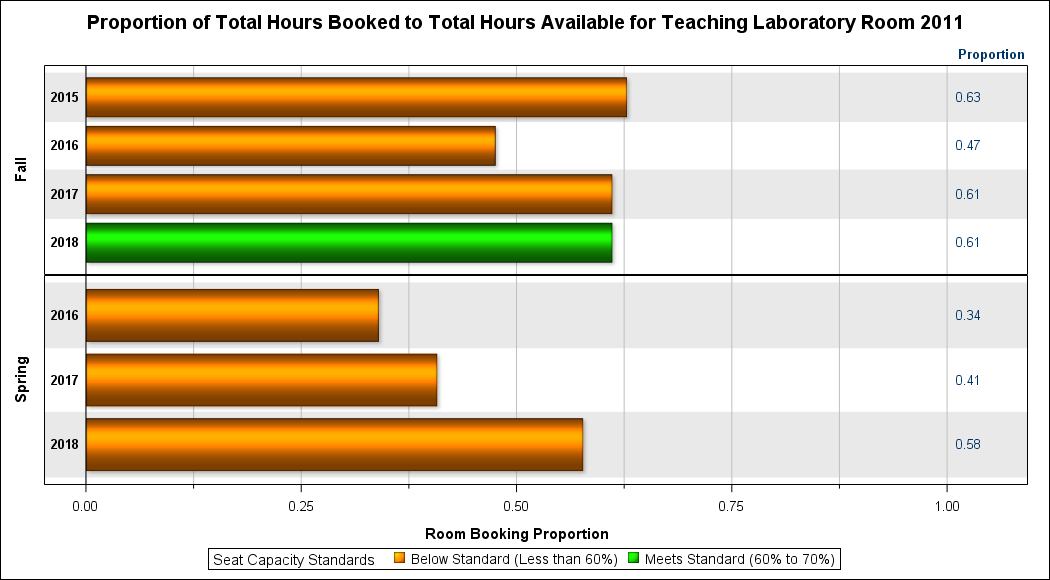 Proportion of Total Hours Booked to Total Hours Available for Teaching Laboratory Room 2011
Proportion
Fall
2015 0.63
2016 0.47
2017 0.61
2018 0.61
Spring
2016 0.34
2017 0.41
2018 0.58
0.00 0.25 0.50 0.75 1.00
Room Booking Proportion
Seat Capacity Standards Below Standard (Less than 60%) Meets Standard (60% to 70%)